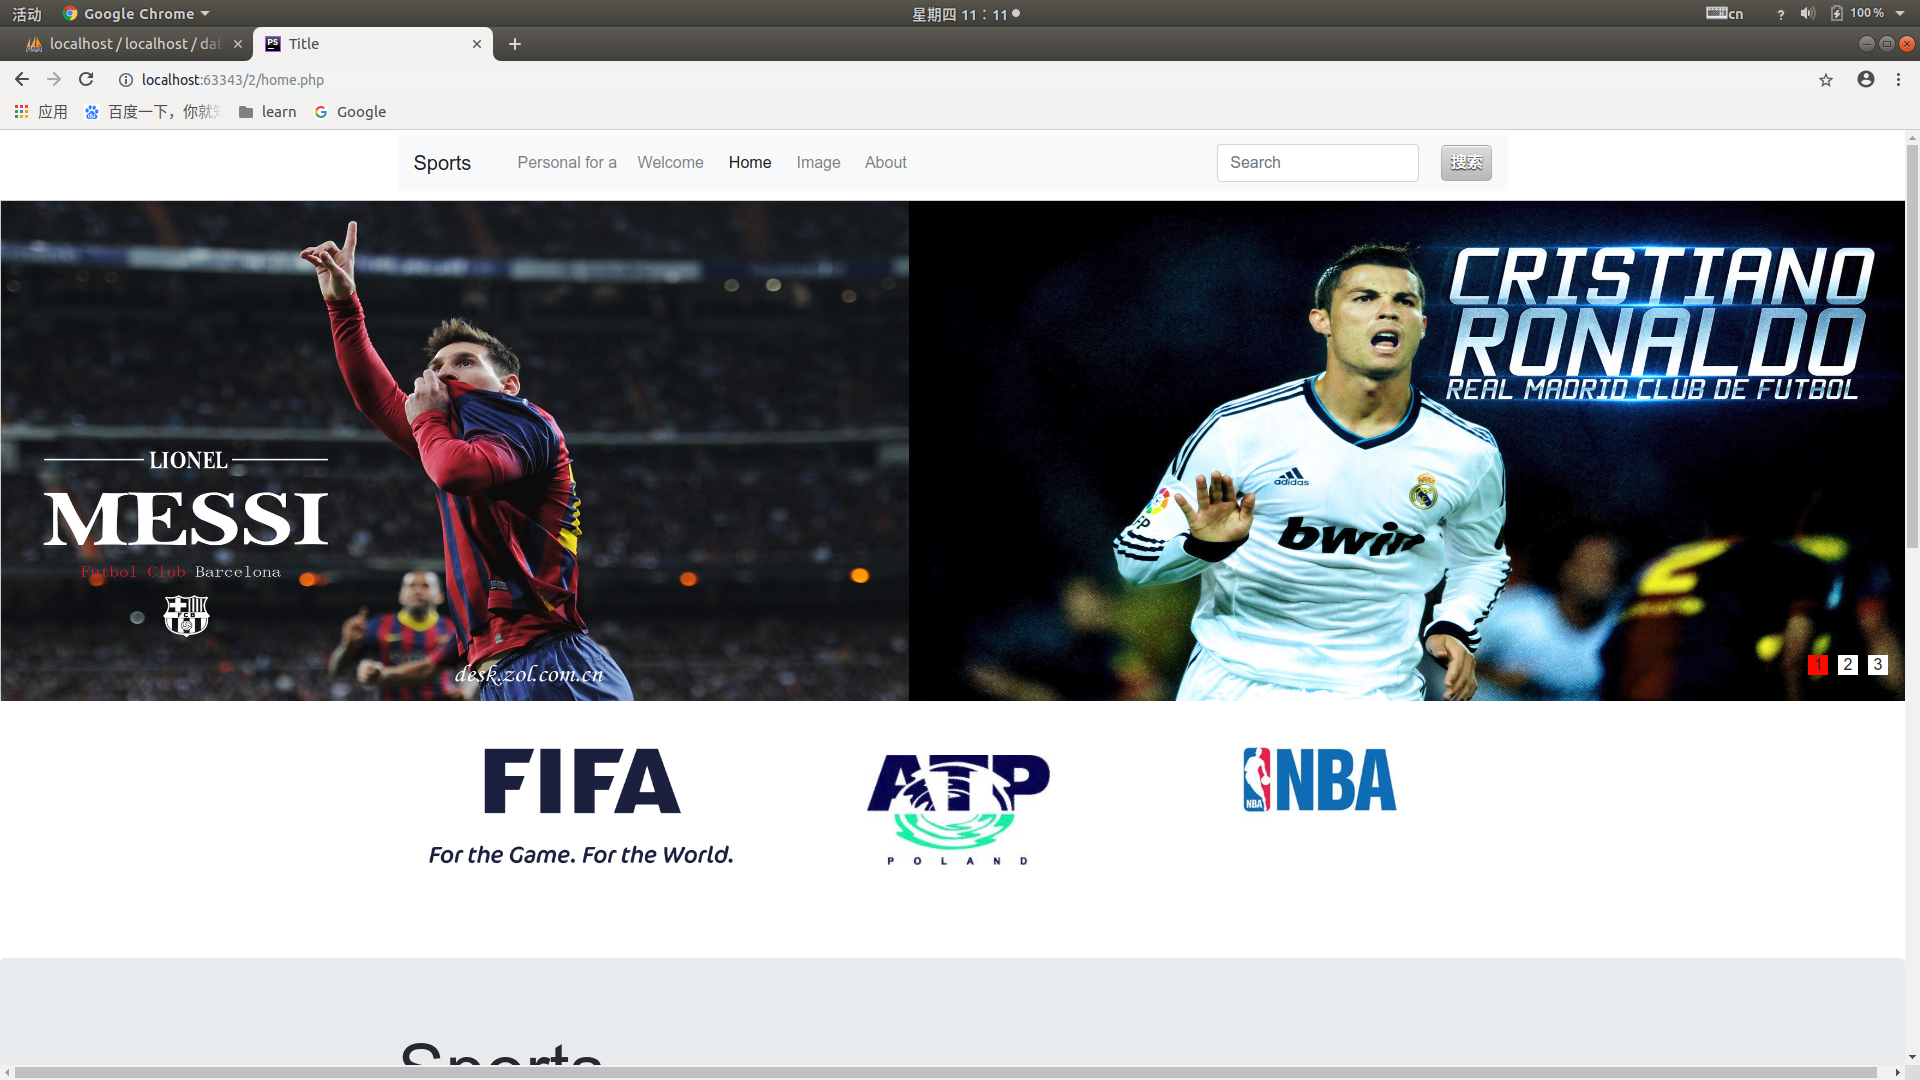 活动 Google Chrome 星期四 11：11 cn ? 100%
localhost / localhost / dat Title
localhost:63343/2/home.php
应用 百度一下，你就知 learn Google
Sports Personal for a Welcome Home Image About Search 搜索
CRISTIANO
RONALDO
REAL MADRID CLUB DE FUTBOL
LIONEL
MESSI
Futbol Club Barcelona
FCB
adidas
bwin
desk.zol.com.cn
1 2 3
FIFA
For the Game. For the World.
ATP
POLAND
NBA
NBA
Sports